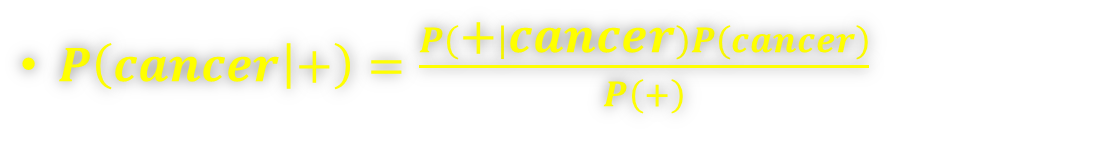 • P(cancer|+) = P(+|cancer)P(cancer) / P(+)